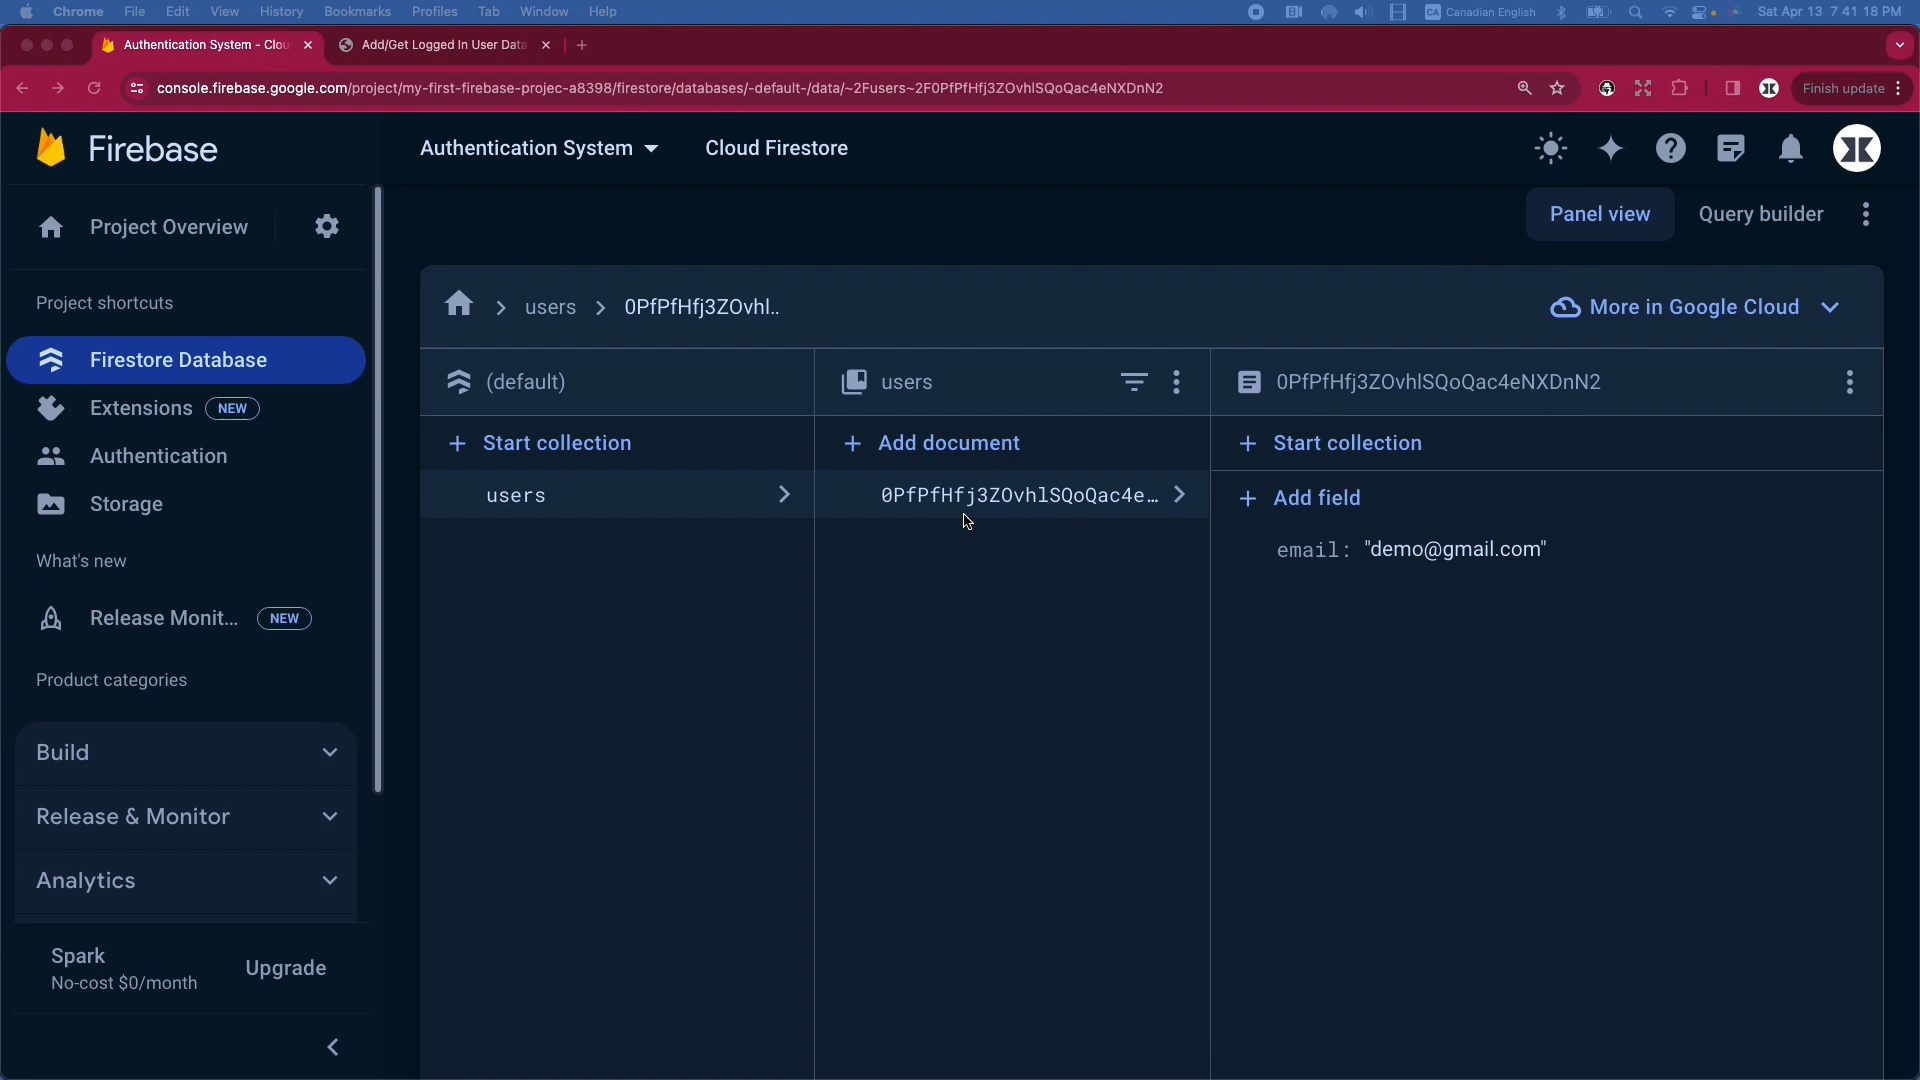 Chrome File Edit View History Bookmarks Profiles Tab Window Help
CA Canadian English
Sat Apr 13 7 41 18 PM
Authentication System - Clou
Add/Get Logged In User Data
console.firebase.google.com/project/my-first-firebase-projec-a8398/firestore/databases/-default-/data/~2Fusers~2F0PfPfHfj3ZOvhlSQoQac4eNXDnN2
Finish update
Firebase
Authentication System
Cloud Firestore
Project Overview
Panel view
Query builder
Project shortcuts
users
0PfPfHfj3ZOvhl..
More in Google Cloud
Firestore Database
(default)
users
0PfPfHfj3ZOvhlSQoQac4eNXDnN2
Extensions NEW
Start collection
Add document
Start collection
Authentication
users
0PfPfHfj3ZOvhlSQoQac4e…
Add field
Storage
email: "demo@gmail.com"
What's new
Release Monit... NEW
Product categories
Build
Release & Monitor
Analytics
Spark
No-cost $0/month
Upgrade